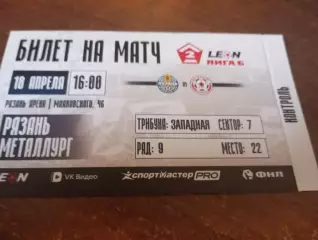 БИЛЕТ НА МАТЧ
2 LEON
ЛИГА Б
18 АПРЕЛЯ 16:00
РЯЗАНЬ АРЕНА | МАЯКОВСКОГО, 46
РЯЗАНЬ
МЕТАЛЛУРГ
ТРИБУНА: ЗАПАДНАЯ СЕКТОР: 7
РЯД: 9 МЕСТО: 22
КОНТРОЛЬ
LEON VK Видео СПОРТМАСТЕР PRO ФНЛ